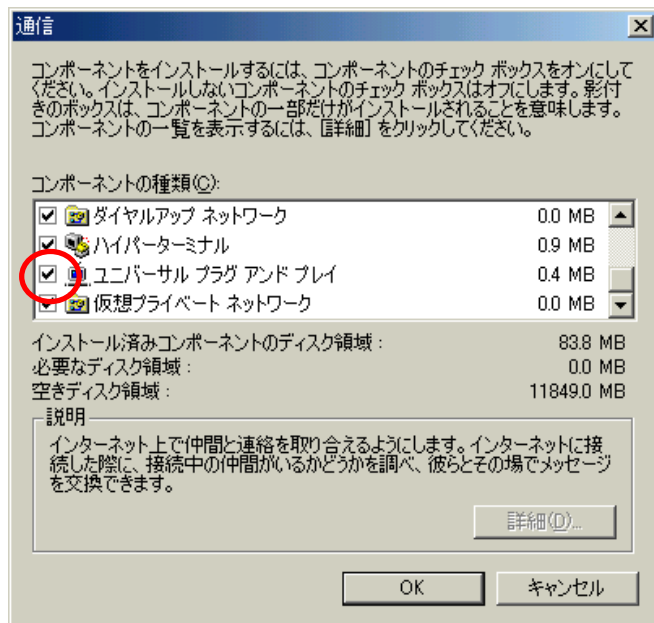 通信
コンポーネントをインストールするには、コンポーネントのチェック ボックスをオンにして
ください。インストールしないコンポーネントのチェック ボックスはオフにします。影付
きのボックスは、コンポーネントの一部だけがインストールされることを意味します。
コンポーネントの一覧を表示するには、[詳細] をクリックしてください。
コンポーネントの種類(C):
ダイヤルアップ ネットワーク 0.0 MB
ハイパーターミナル 0.9 MB
ユニバーサル プラグ アンド プレイ 0.4 MB
仮想プライベート ネットワーク 0.0 MB
インストール済みコンポーネントのディスク領域 : 83.8 MB
必要なディスク領域 : 0.0 MB
空きディスク領域 : 11849.0 MB
説明
インターネット上で仲間と連絡を取り合えるようにします。インターネットに接
続した際に、接続中の仲間がいるかどうかを調べ、彼らとその場でメッセージ
を交換できます。
詳細(D)...
OK キャンセル